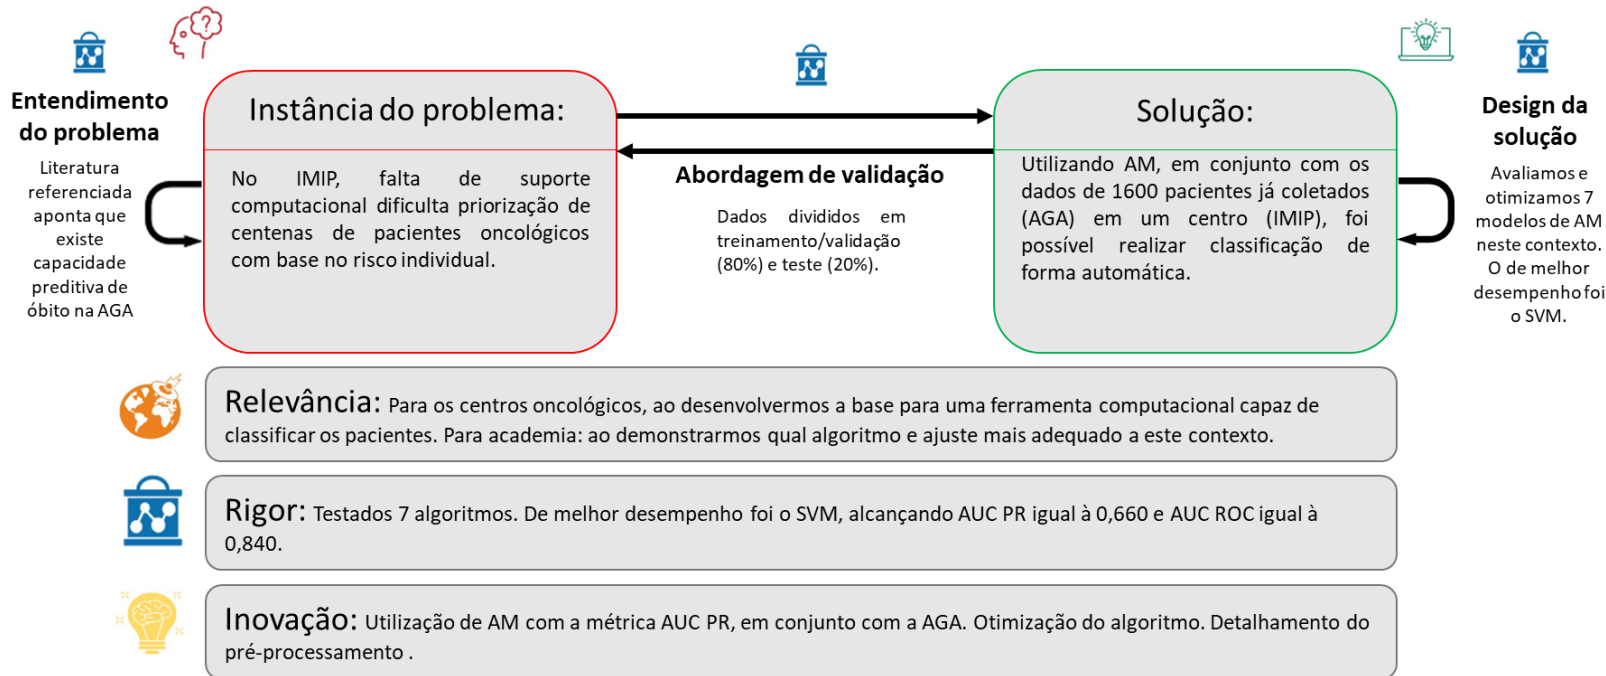 Entendimento
do problema
Literatura
referenciada
aponta que
existe
capacidade
preditiva de
óbito na AGA
Instância do problema:
No IMIP, falta de suporte
computacional dificulta priorização de
centenas de pacientes oncológicos
com base no risco individual.
Abordagem de validação
Dados divididos em
treinamento/validação
(80%) e teste (20%).
Solução:
Utilizando AM, em conjunto com os
dados de 1600 pacientes já coletados
(AGA) em um centro (IMIP), foi
possível realizar classificação de
forma automática.
Design da
solução
Avaliamos e
otimizamos 7
modelos de AM
neste contexto.
O de melhor
desempenho foi
o SVM.
Relevância: Para os centros oncológicos, ao desenvolvermos a base para uma ferramenta computacional capaz de
classificar os pacientes. Para academia: ao demonstrarmos qual algoritmo e ajuste mais adequado a este contexto.
Rigor: Testados 7 algoritmos. De melhor desempenho foi o SVM, alcançando AUC PR igual à 0,660 e AUC ROC igual à
0,840.
Inovação: Utilização de AM com a métrica AUC PR, em conjunto com a AGA. Otimização do algoritmo. Detalhamento do
pré-processamento .